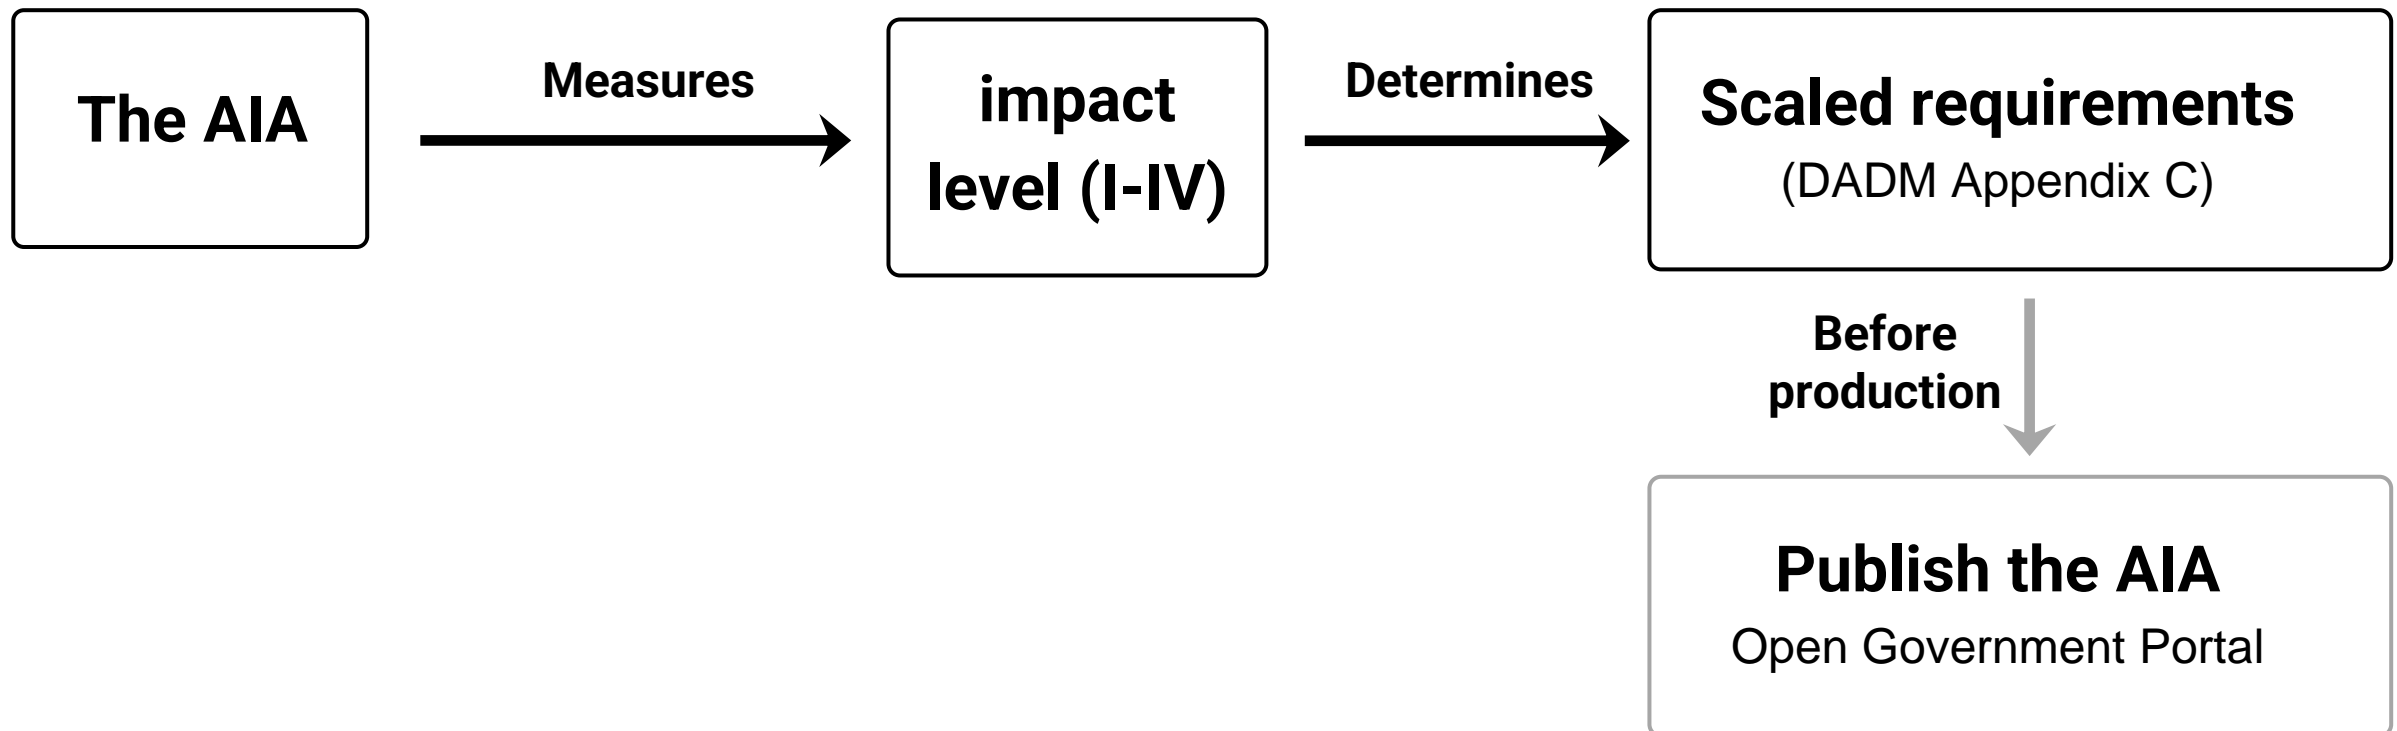 The AIA
Measures
impact
level (I-IV)
Determines
Scaled requirements
(DADM Appendix C)
Before
production
Publish the AIA
Open Government Portal